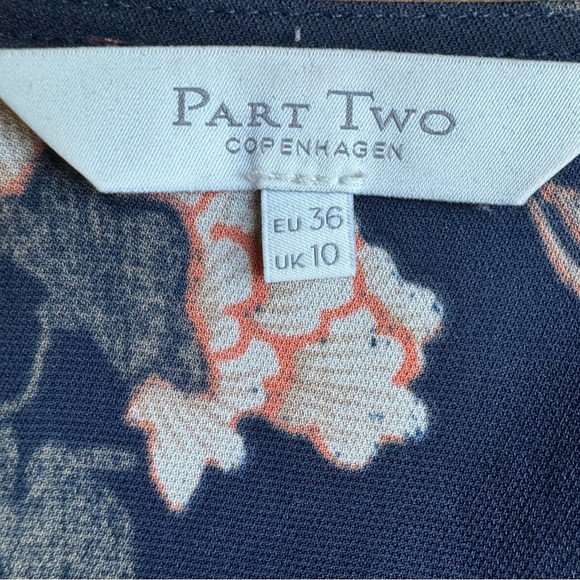 PART TWO
COPENHAGEN
EU 36
UK 10